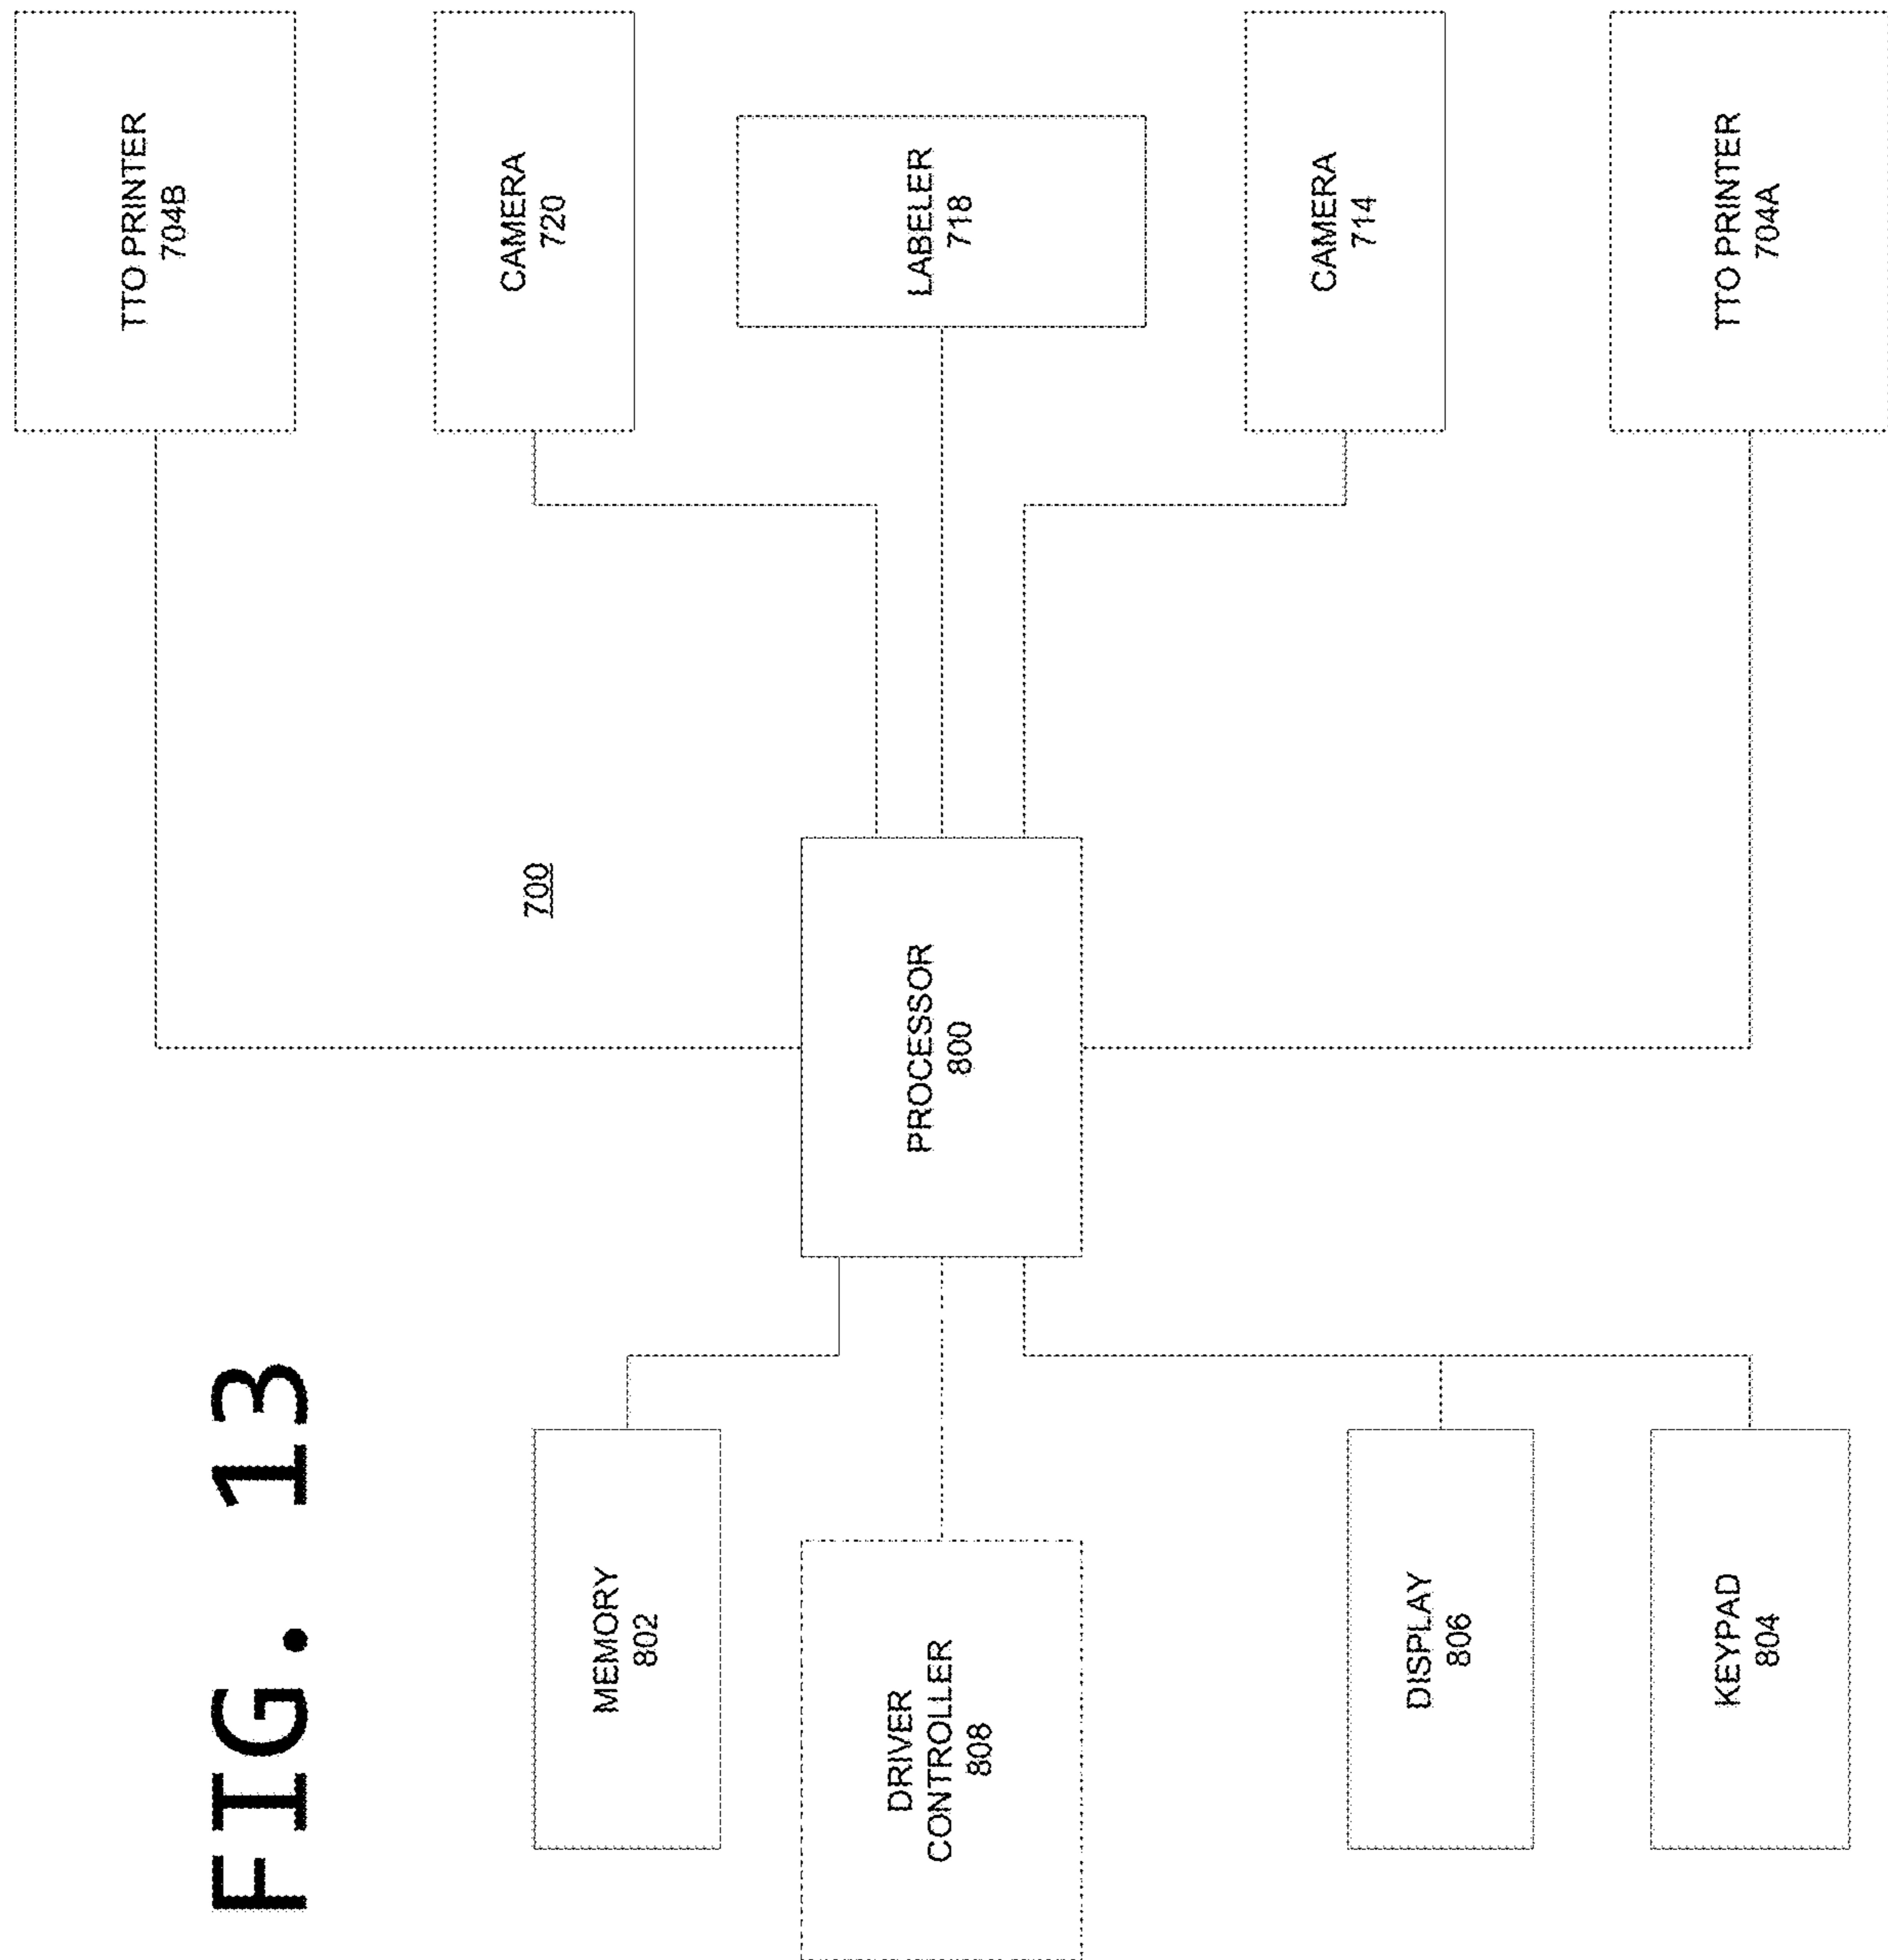 FIG. 13
MEMORY
802
DRIVER
CONTROLLER
808
DISPLAY
806
KEYPAD
804
700
PROCESSOR
800
TTO PRINTER
704B
CAMERA
720
LABELER
718
CAMERA
714
TTO PRINTER
704A